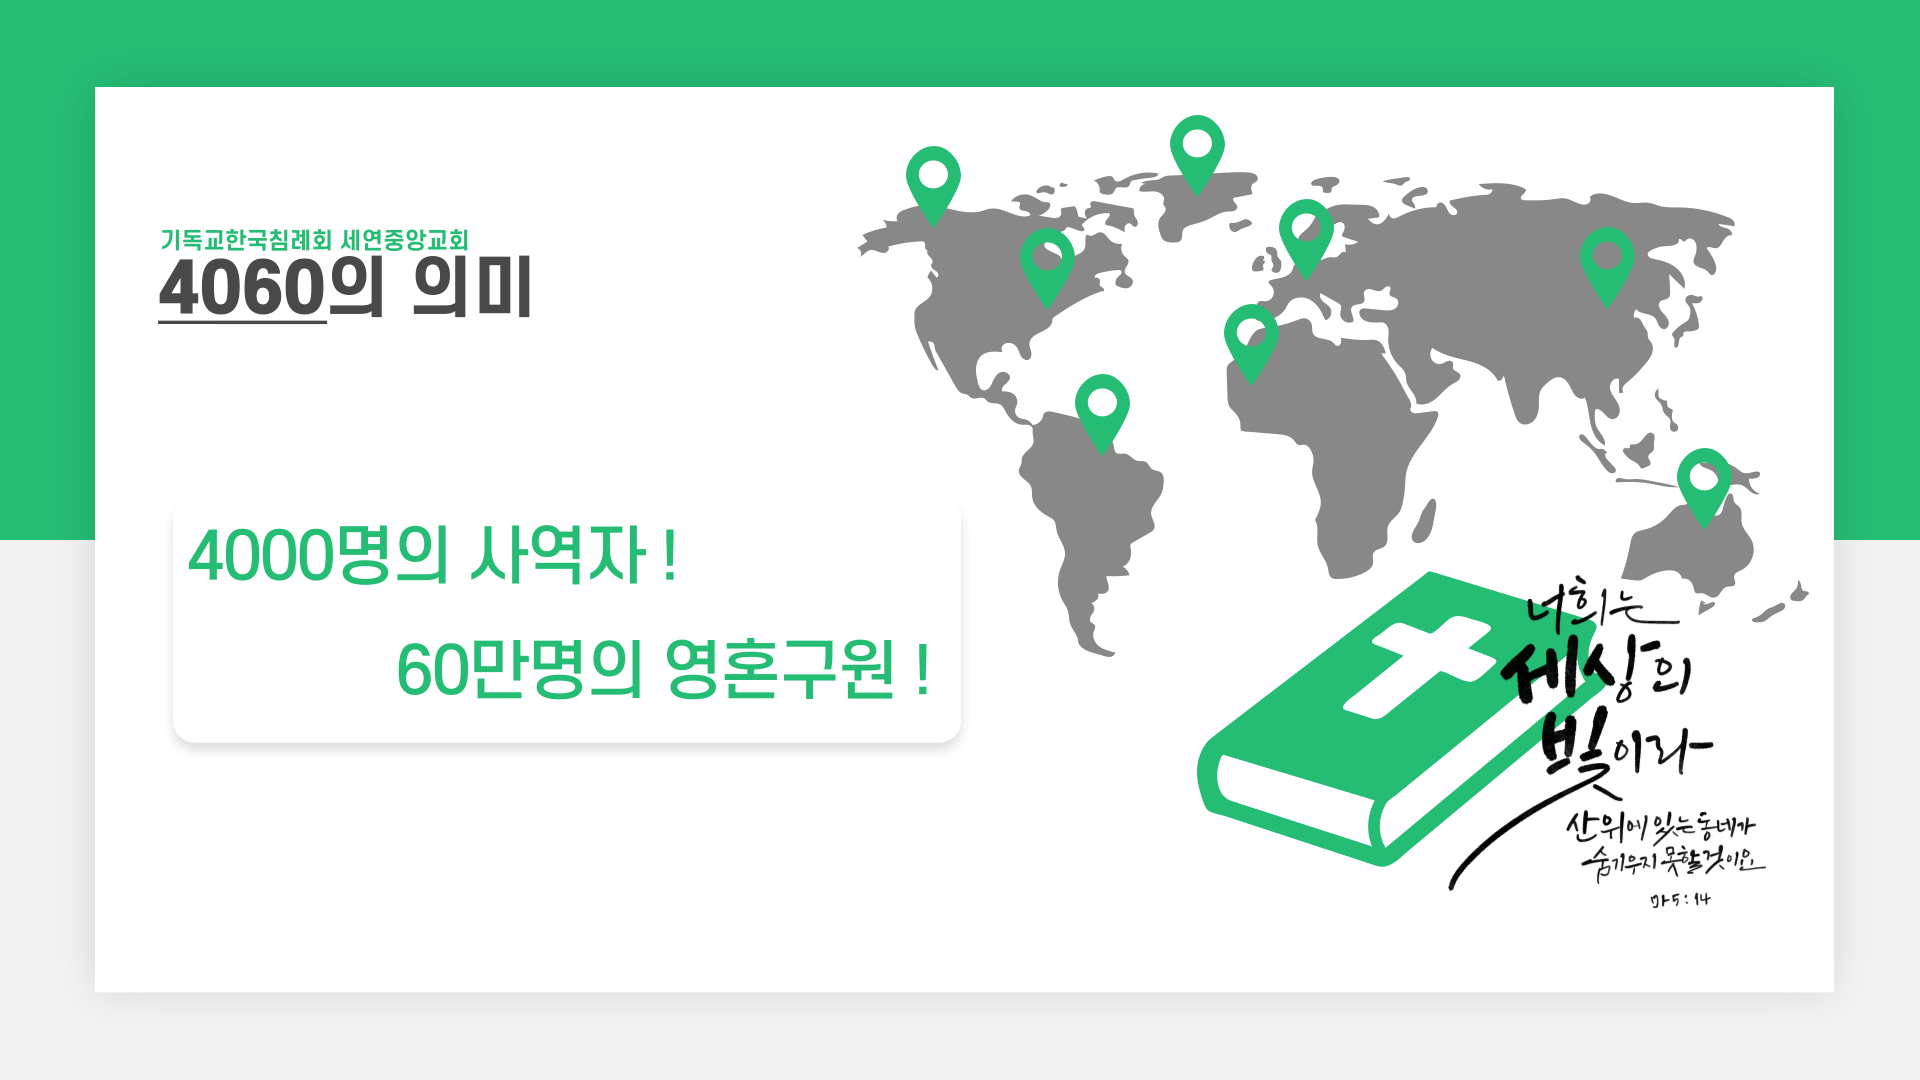 기독교한국침례회 세연중앙교회
4060의 의미
4000명의 사역자 !
60만명의 영혼구원 !
너희는
세상의
빛이라
산 위에 있는 동네가
숨기우지 못할 것이요
마 5 : 14